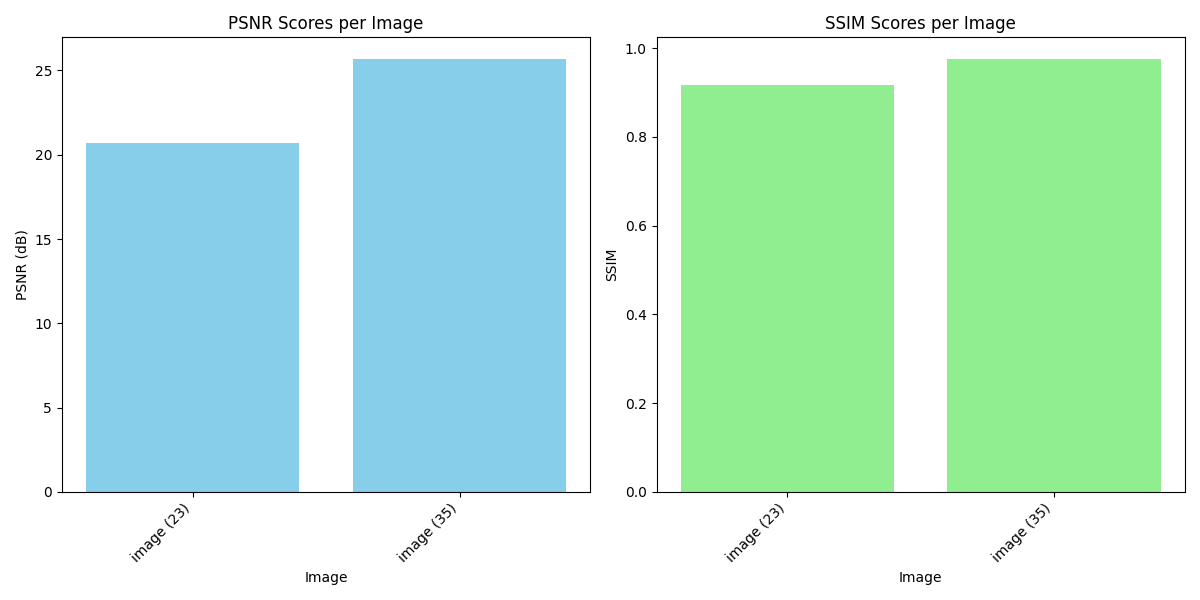 PSNR Scores per Image
PSNR (dB)
25
20
15
10
5
0
image (23)
image (35)
Image
SSIM Scores per Image
SSIM
1.0
0.8
0.6
0.4
0.2
0.0
image (23)
image (35)
Image